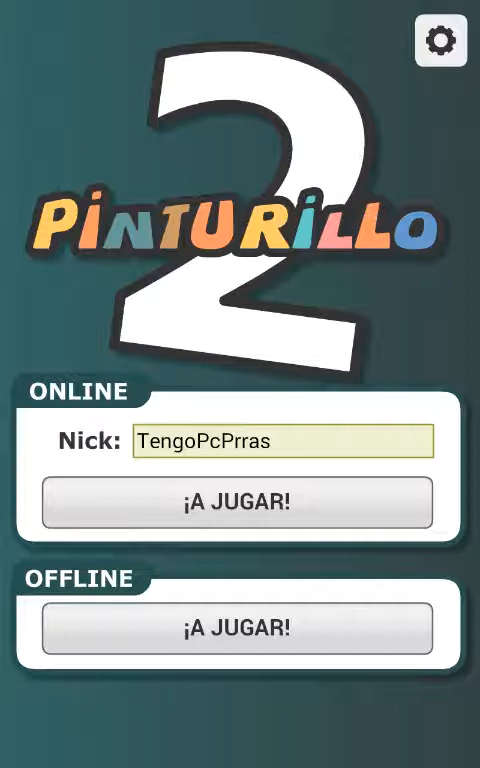 2
PiNTURiLLO
ONLINE
Nick: TengoPcPrras
¡A JUGAR!
OFFLINE
¡A JUGAR!